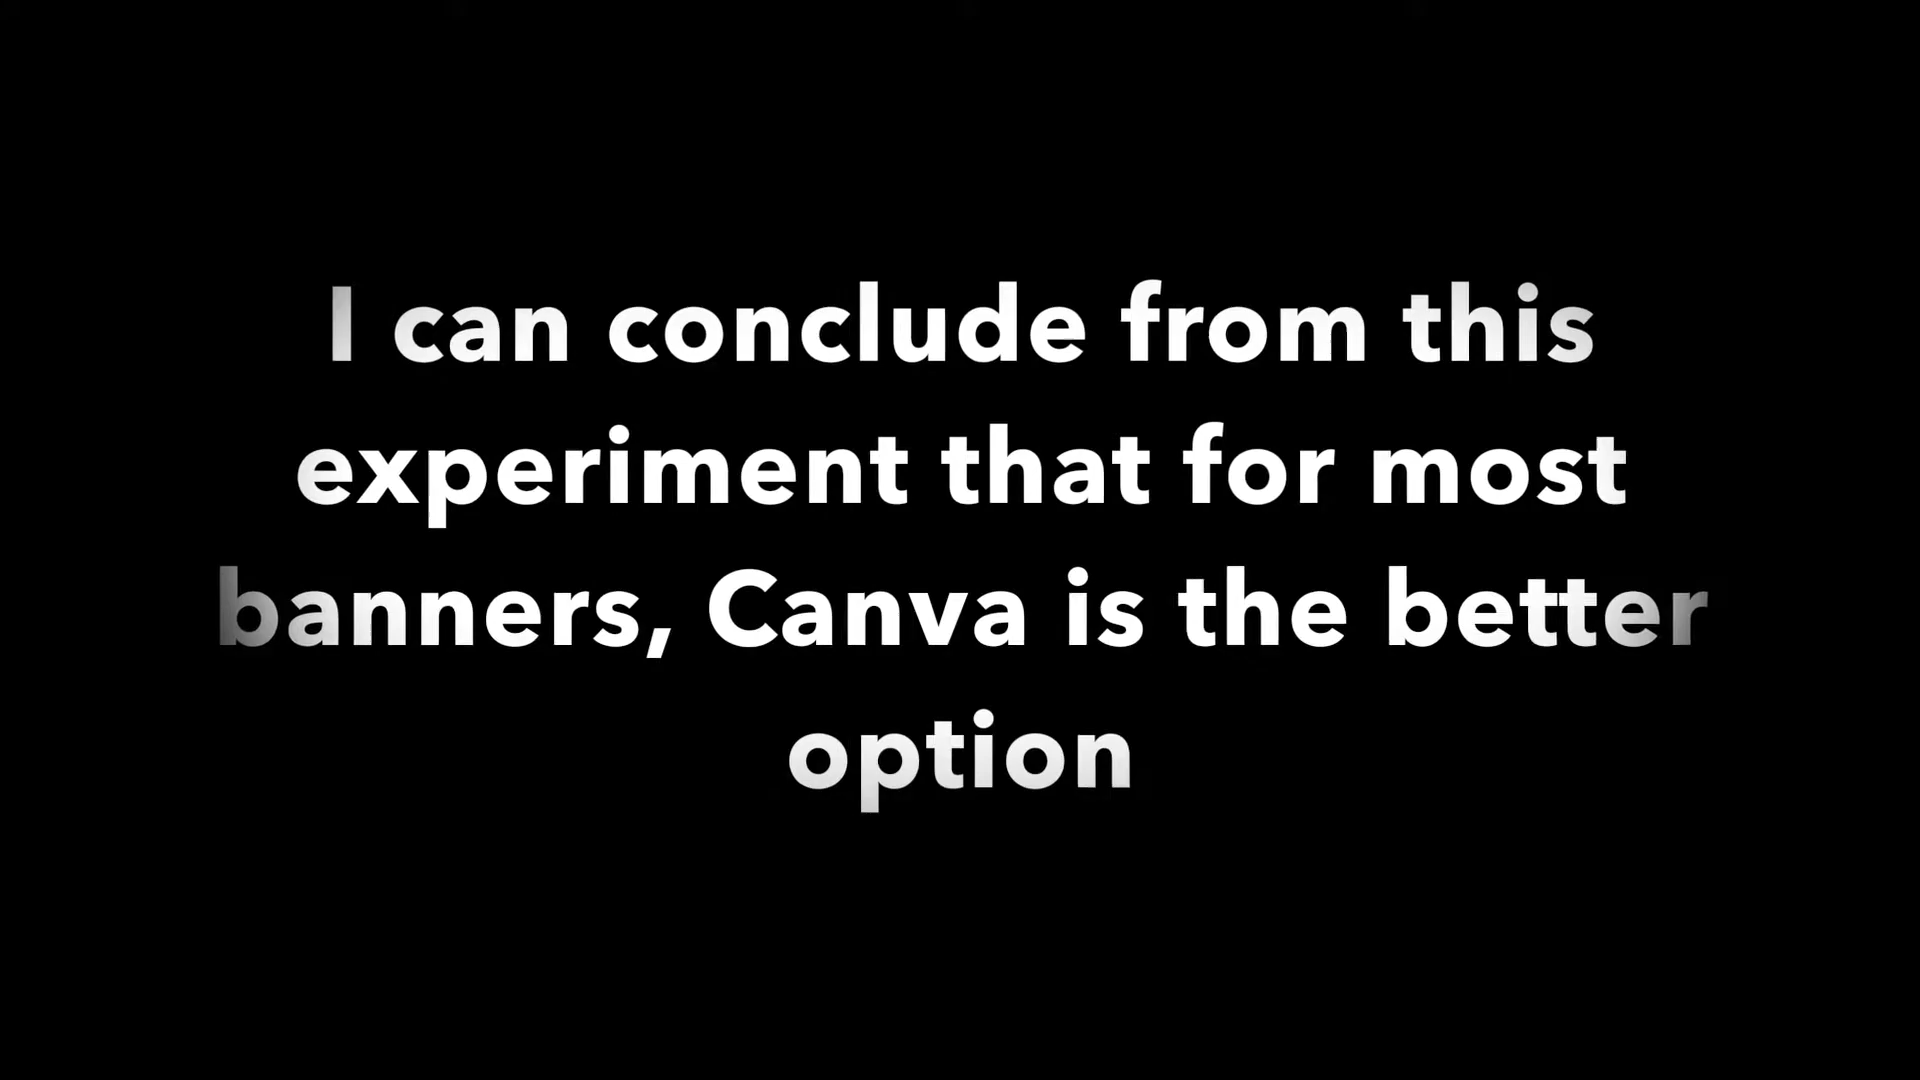 I can conclude from this
experiment that for most
banners, Canva is the better
option